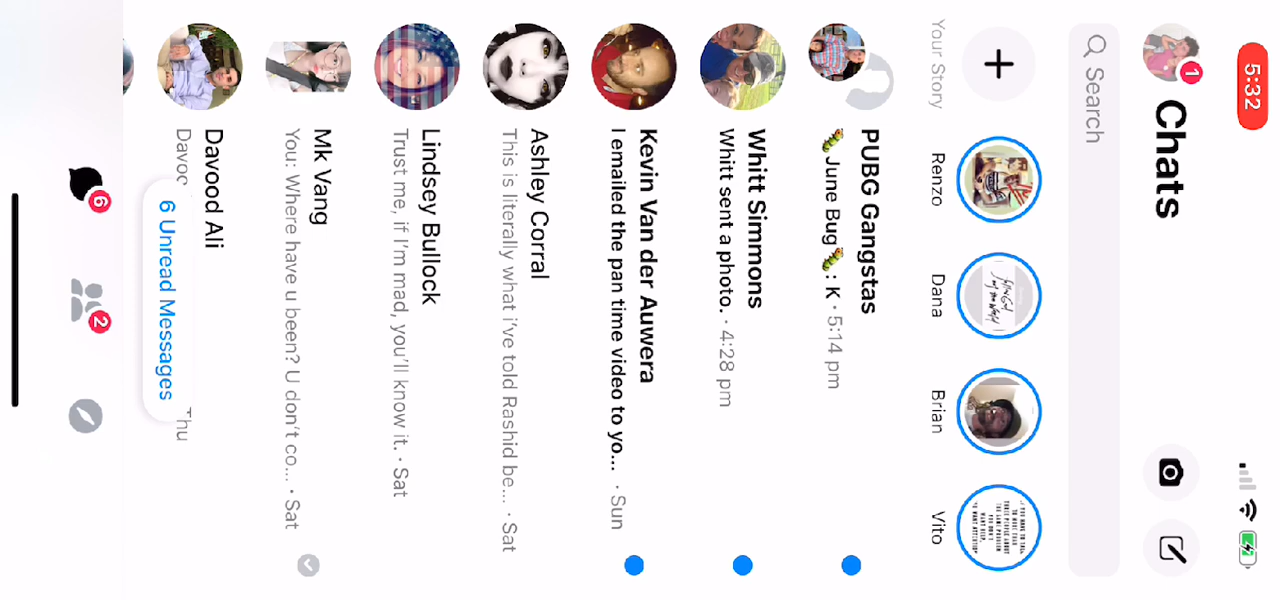 5:32
1
Chats
Search
Your Story
Renzo
Dana
Brian
Vito
PUBG Gangstas
🐛 June Bug🐛: K · 5:14 pm
Whitt Simmons
Whitt sent a photo. · 4:28 pm
Kevin Van der Auwera
I emailed the pan time video to yo... · Sun
Ashley Corral
This is literally what i've told Rashid be... · Sat
Lindsey Bullock
Trust me, if I'm mad, you'll know it. · Sat
Mk Vang
You: Where have u been? U don't co... · Sat
Davood Ali
Thu
6 Unread Messages
6
2